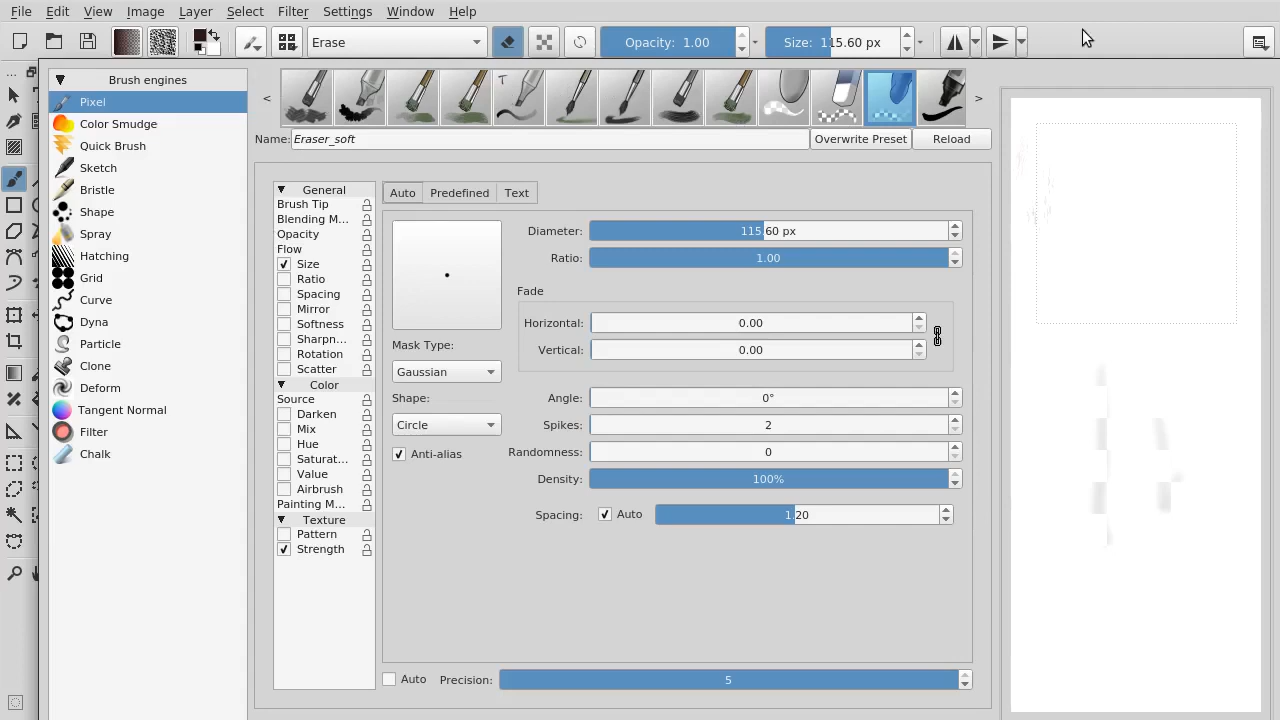 File Edit View Image Layer Select Filter Settings Window Help
Erase Opacity: 1.00 Size: 115.60 px
Brush engines
Pixel
Color Smudge
Quick Brush
Sketch
Bristle
Shape
Spray
Hatching
Grid
Curve
Dyna
Particle
Clone
Deform
Tangent Normal
Filter
Chalk
< >
Name: Eraser_soft Overwrite Preset Reload
General
Brush Tip
Blending M...
Opacity
Flow
Size
Ratio
Spacing
Mirror
Softness
Sharpn...
Rotation
Scatter
Color
Source
Darken
Mix
Hue
Saturat...
Value
Airbrush
Painting M...
Texture
Pattern
Strength
Auto Predefined Text
Diameter: 115.60 px
Ratio: 1.00
Fade
Horizontal: 0.00
Vertical: 0.00
Mask Type:
Gaussian
Shape:
Circle
Anti-alias
Angle: 0°
Spikes: 2
Randomness: 0
Density: 100%
Spacing: Auto 1.20
Auto Precision: 5